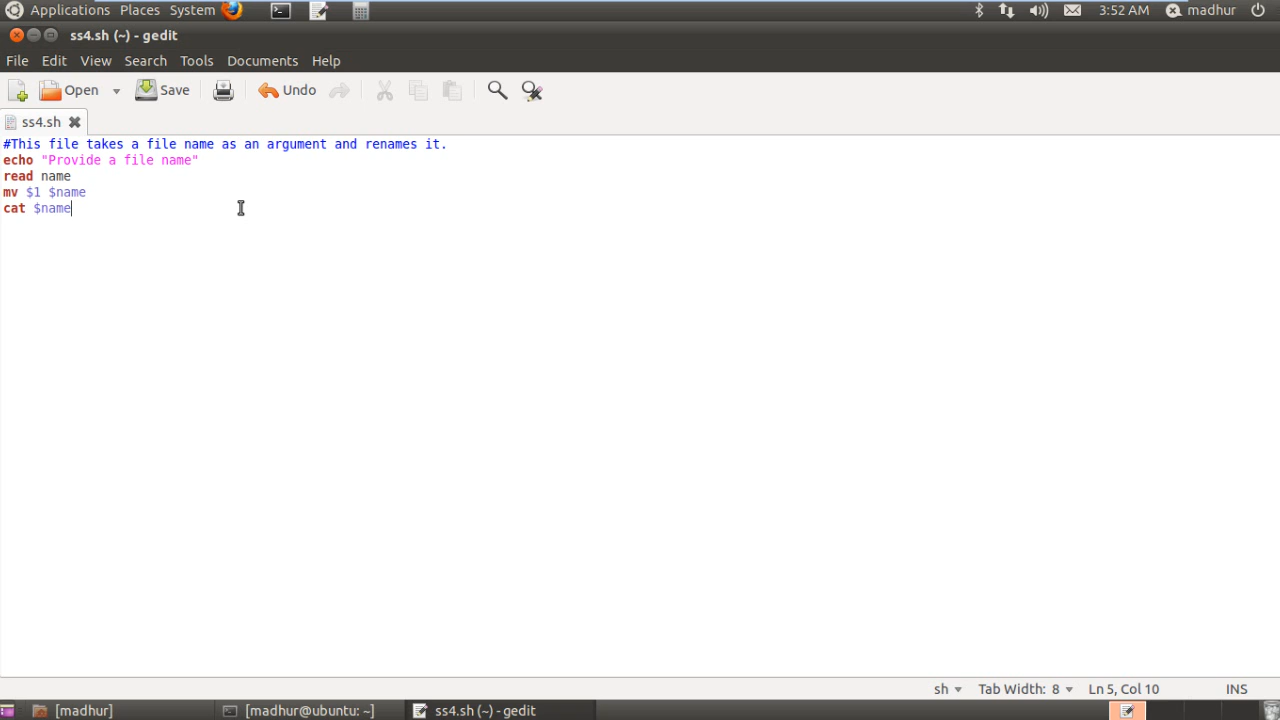 Applications Places System 3:52 AM madhur
ss4.sh (~) - gedit
File Edit View Search Tools Documents Help
Open Save Undo
ss4.sh
#This file takes a file name as an argument and renames it.
echo "Provide a file name"
read name
mv $1 $name
cat $name
sh Tab Width: 8 Ln 5, Col 10 INS
[madhur] [madhur@ubuntu: ~] ss4.sh (~) - gedit